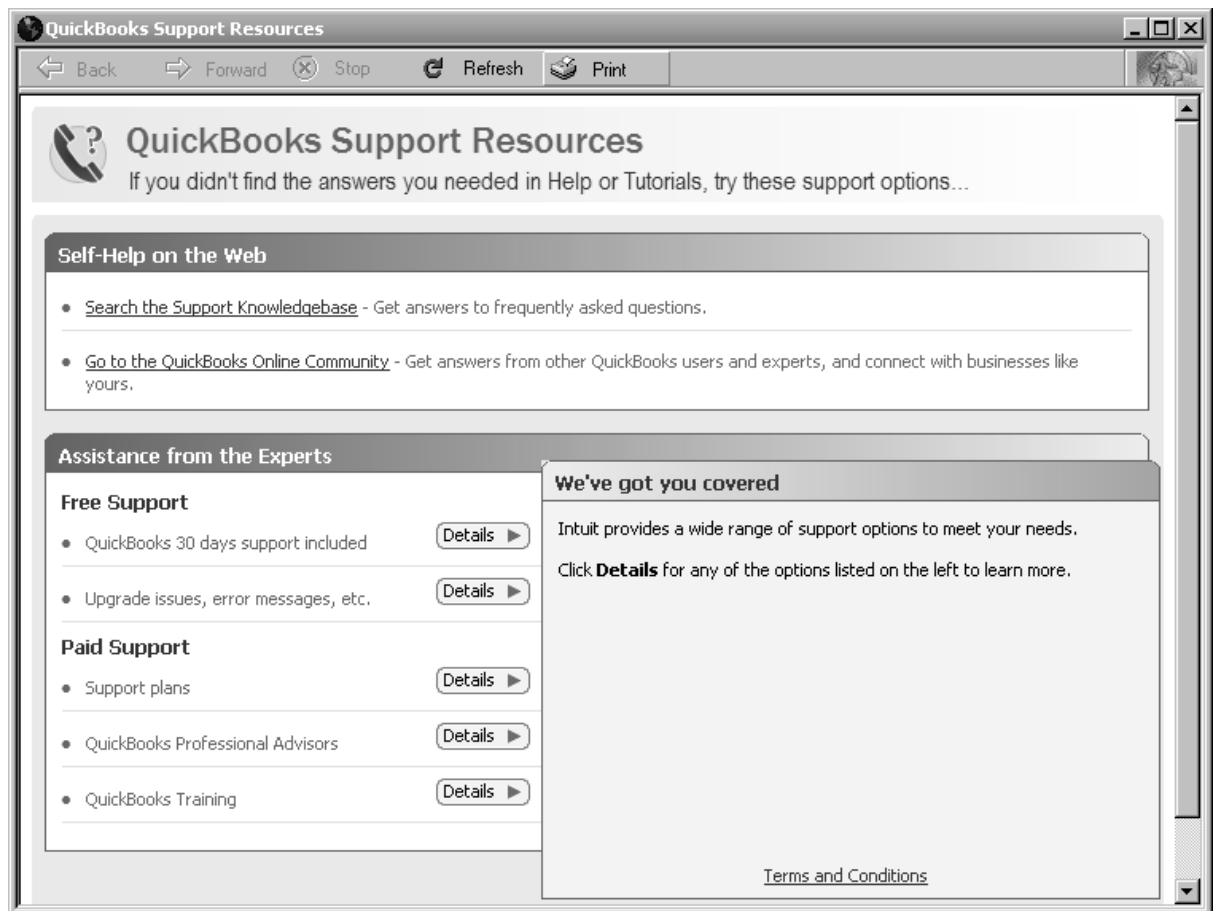 QuickBooks Support Resources
Back Forward Stop Refresh Print
QuickBooks Support Resources
If you didn't find the answers you needed in Help or Tutorials, try these support options...
Self-Help on the Web
• Search the Support Knowledgebase - Get answers to frequently asked questions.
• Go to the QuickBooks Online Community - Get answers from other QuickBooks users and experts, and connect with businesses like
yours.
Assistance from the Experts
Free Support
• QuickBooks 30 days support included Details
• Upgrade issues, error messages, etc. Details
Paid Support
• Support plans Details
• QuickBooks Professional Advisors Details
• QuickBooks Training Details
We've got you covered
Intuit provides a wide range of support options to meet your needs.
Click Details for any of the options listed on the left to learn more.
Terms and Conditions